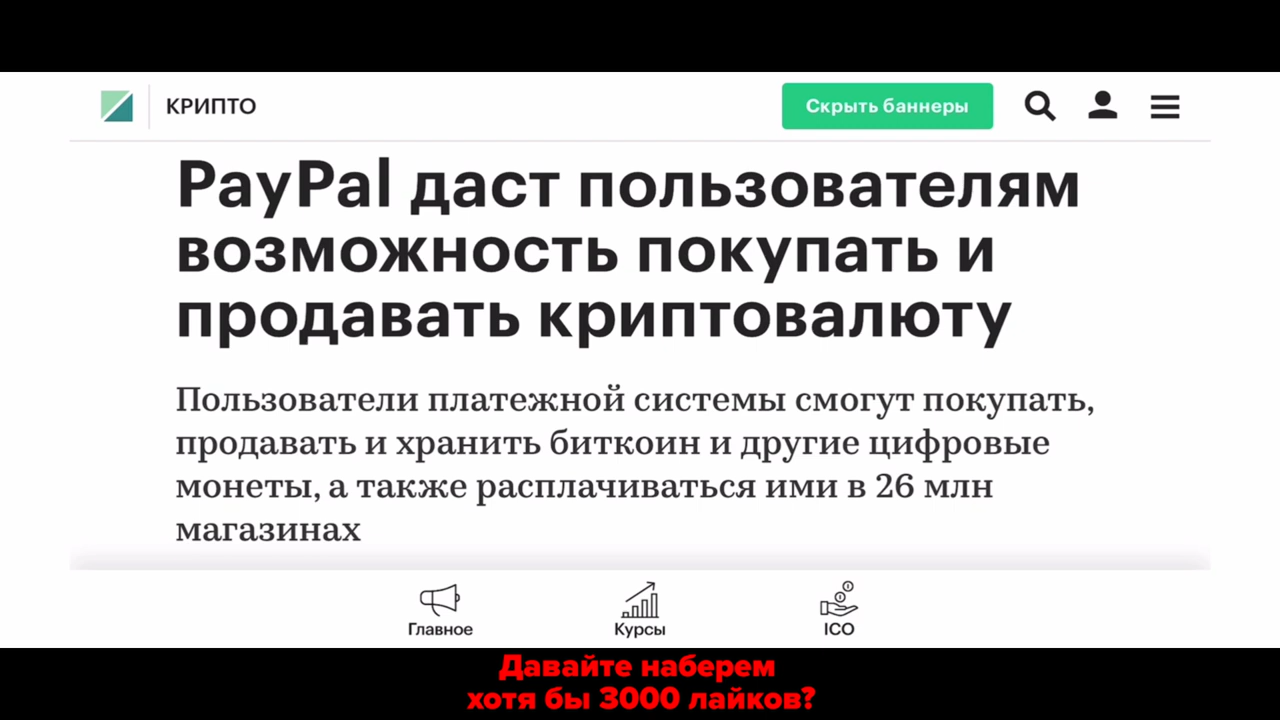 КРИПТО
Скрыть баннеры
PayPal даст пользователям
возможность покупать и
продавать криптовалюту
Пользователи платежной системы смогут покупать,
продавать и хранить биткоин и другие цифровые
монеты, а также расплачиваться ими в 26 млн
магазинах
Главное
Курсы
ICO
Давайте наберем
хотя бы 3000 лайков?